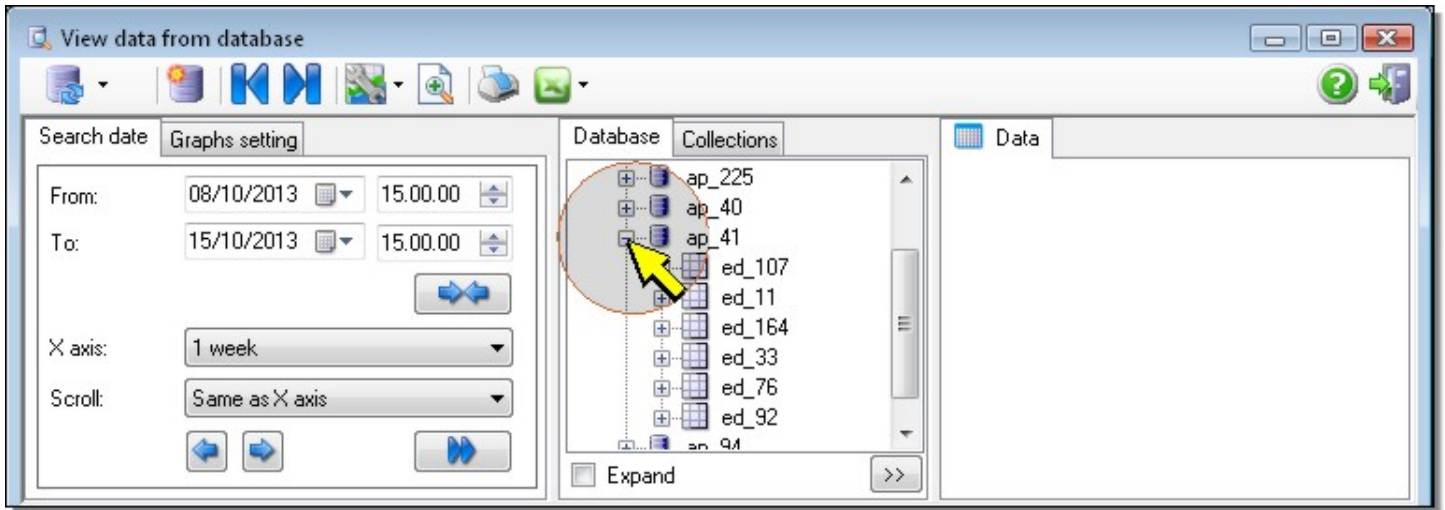 View data from database
Search date Graphs setting
From: 08/10/2013 15.00.00
To: 15/10/2013 15.00.00
X axis: 1 week
Scroll: Same as X axis
Database Collections
ap_225
ap_40
ap_41
ed_107
ed_11
ed_164
ed_33
ed_76
ed_92
ap_94
Expand >>
Data